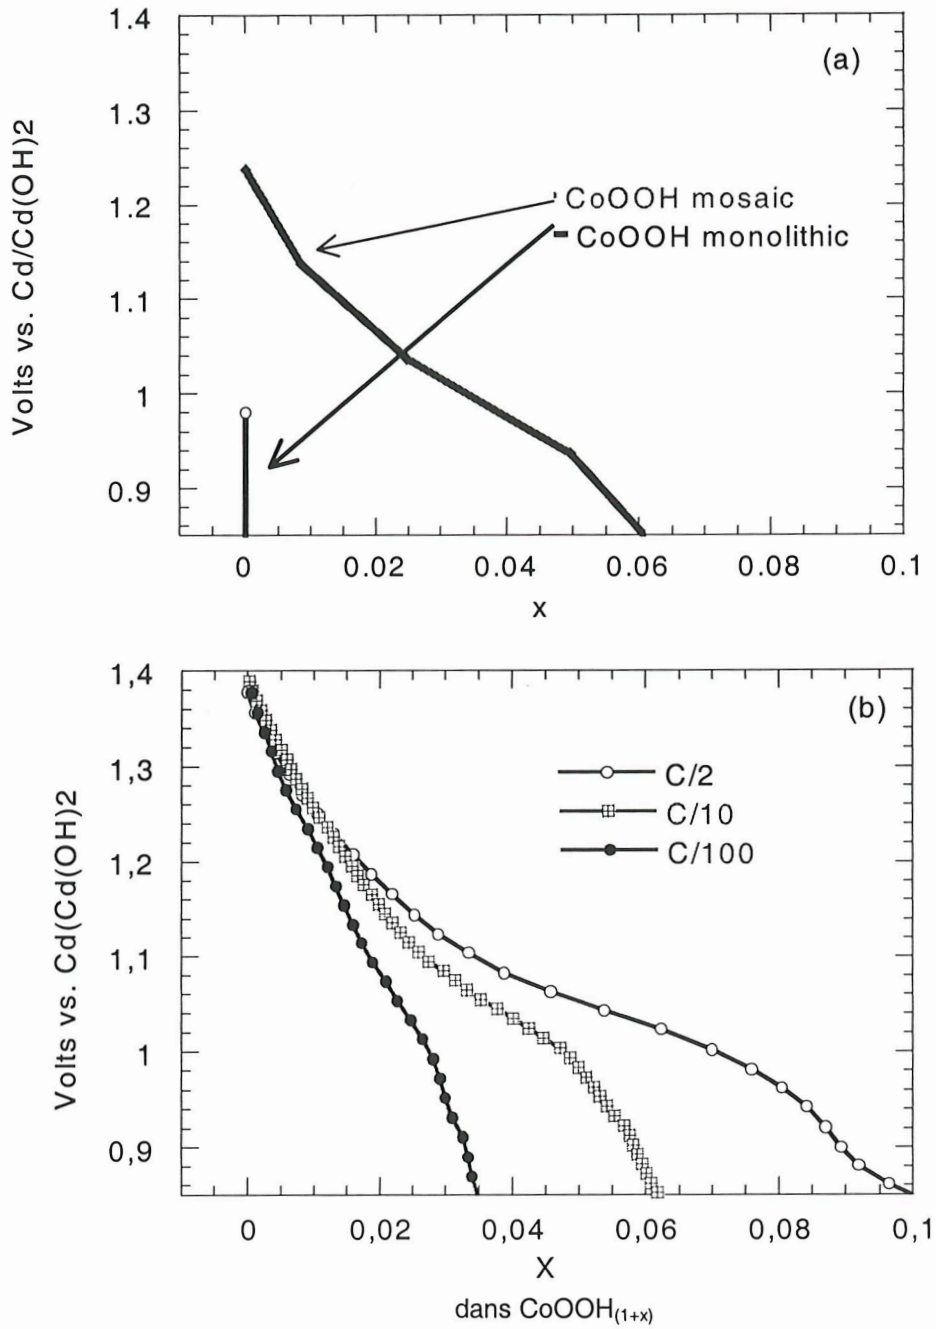 1.4
(a)
1.3
1.2
CoOOH mosaic
CoOOH monolithic
1.1
1
0.9
Volts vs. Cd/Cd(OH)2
0
0.02
0.04
0.06
0.08
0.1
x
1,4
(b)
1,3
C/2
C/10
1,2
C/100
1,1
1
0,9
Volts vs. Cd(Cd(OH)2
0
0,02
0,04
0,06
0,08
0,1
X
dans CoOOH(1+x)